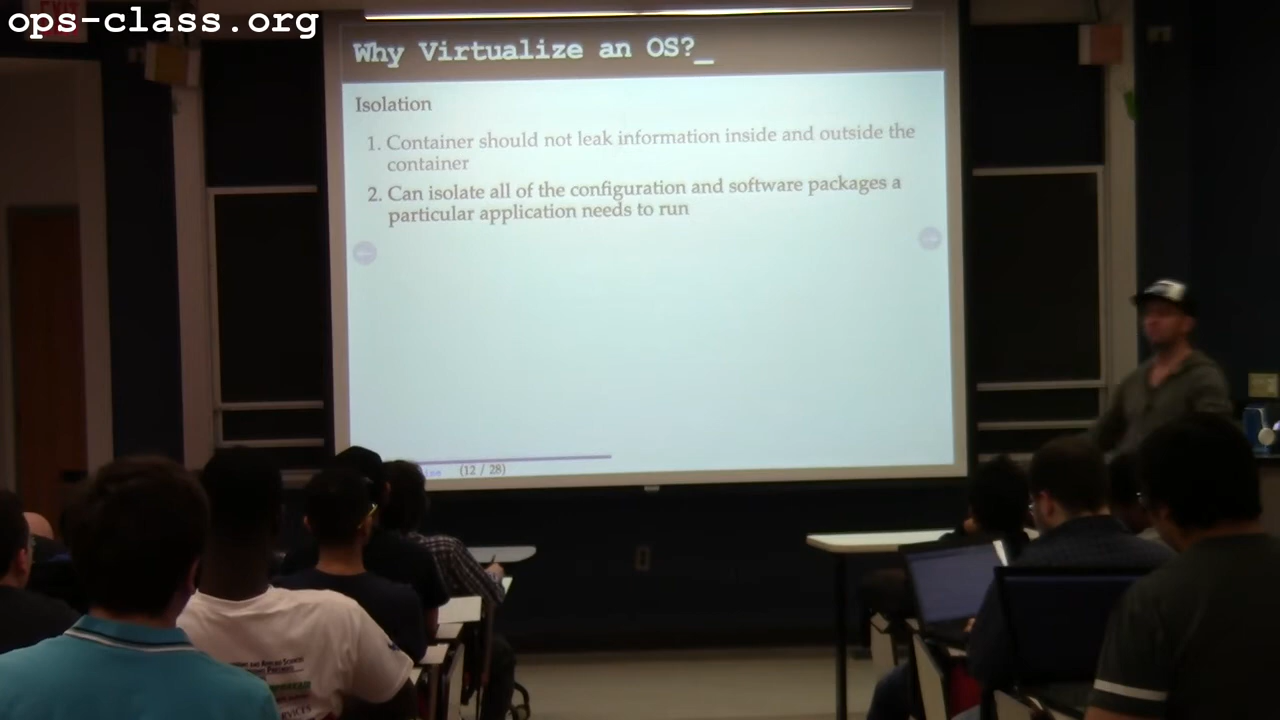 ops-class.org
EXIT
Why Virtualize an OS?_
Isolation
1. Container should not leak information inside and outside the
container
2. Can isolate all of the configuration and software packages a
particular application needs to run
(12 / 28)